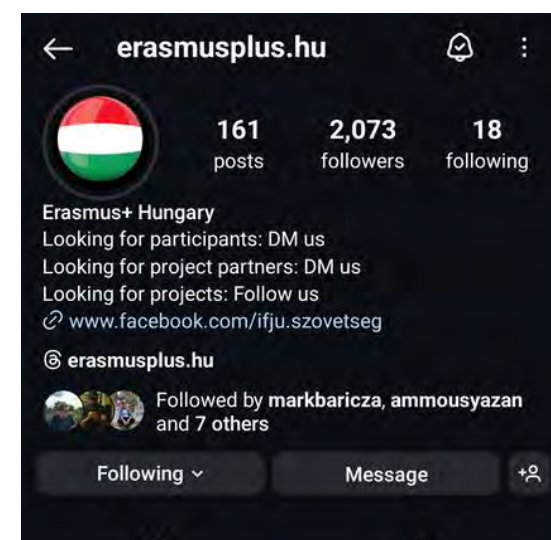 erasmusplus.hu
161 2,073 18
posts followers following
Erasmus+ Hungary
Looking for participants: DM us
Looking for project partners: DM us
Looking for projects: Follow us
www.facebook.com/ifju.szovetseg
erasmusplus.hu
Followed by markbaricza, ammousyazan
and 7 others
Following Message